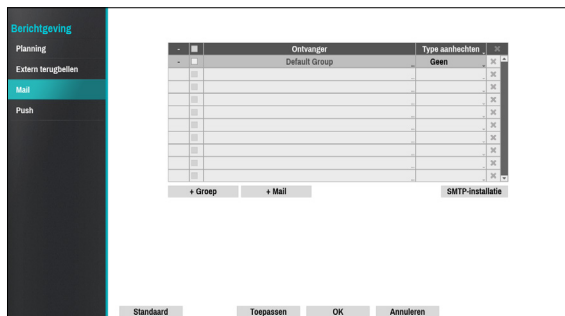 Berichtgeving
Planning
Extern terugbellen
Mail
Push
- Ontvanger Type aanhechten
- Default Group Geen
+ Groep + Mail SMTP-installatie
Standaard Toepassen OK Annuleren